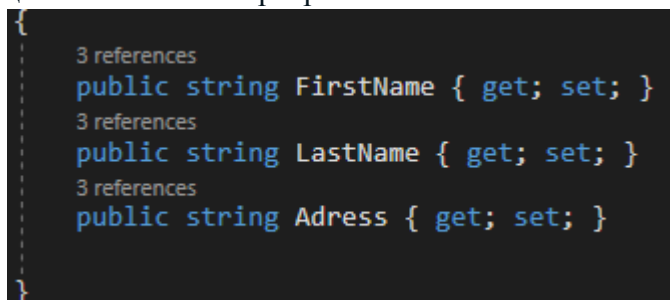 {
3 references
public string FirstName { get; set; }
3 references
public string LastName { get; set; }
3 references
public string Adress { get; set; }
}